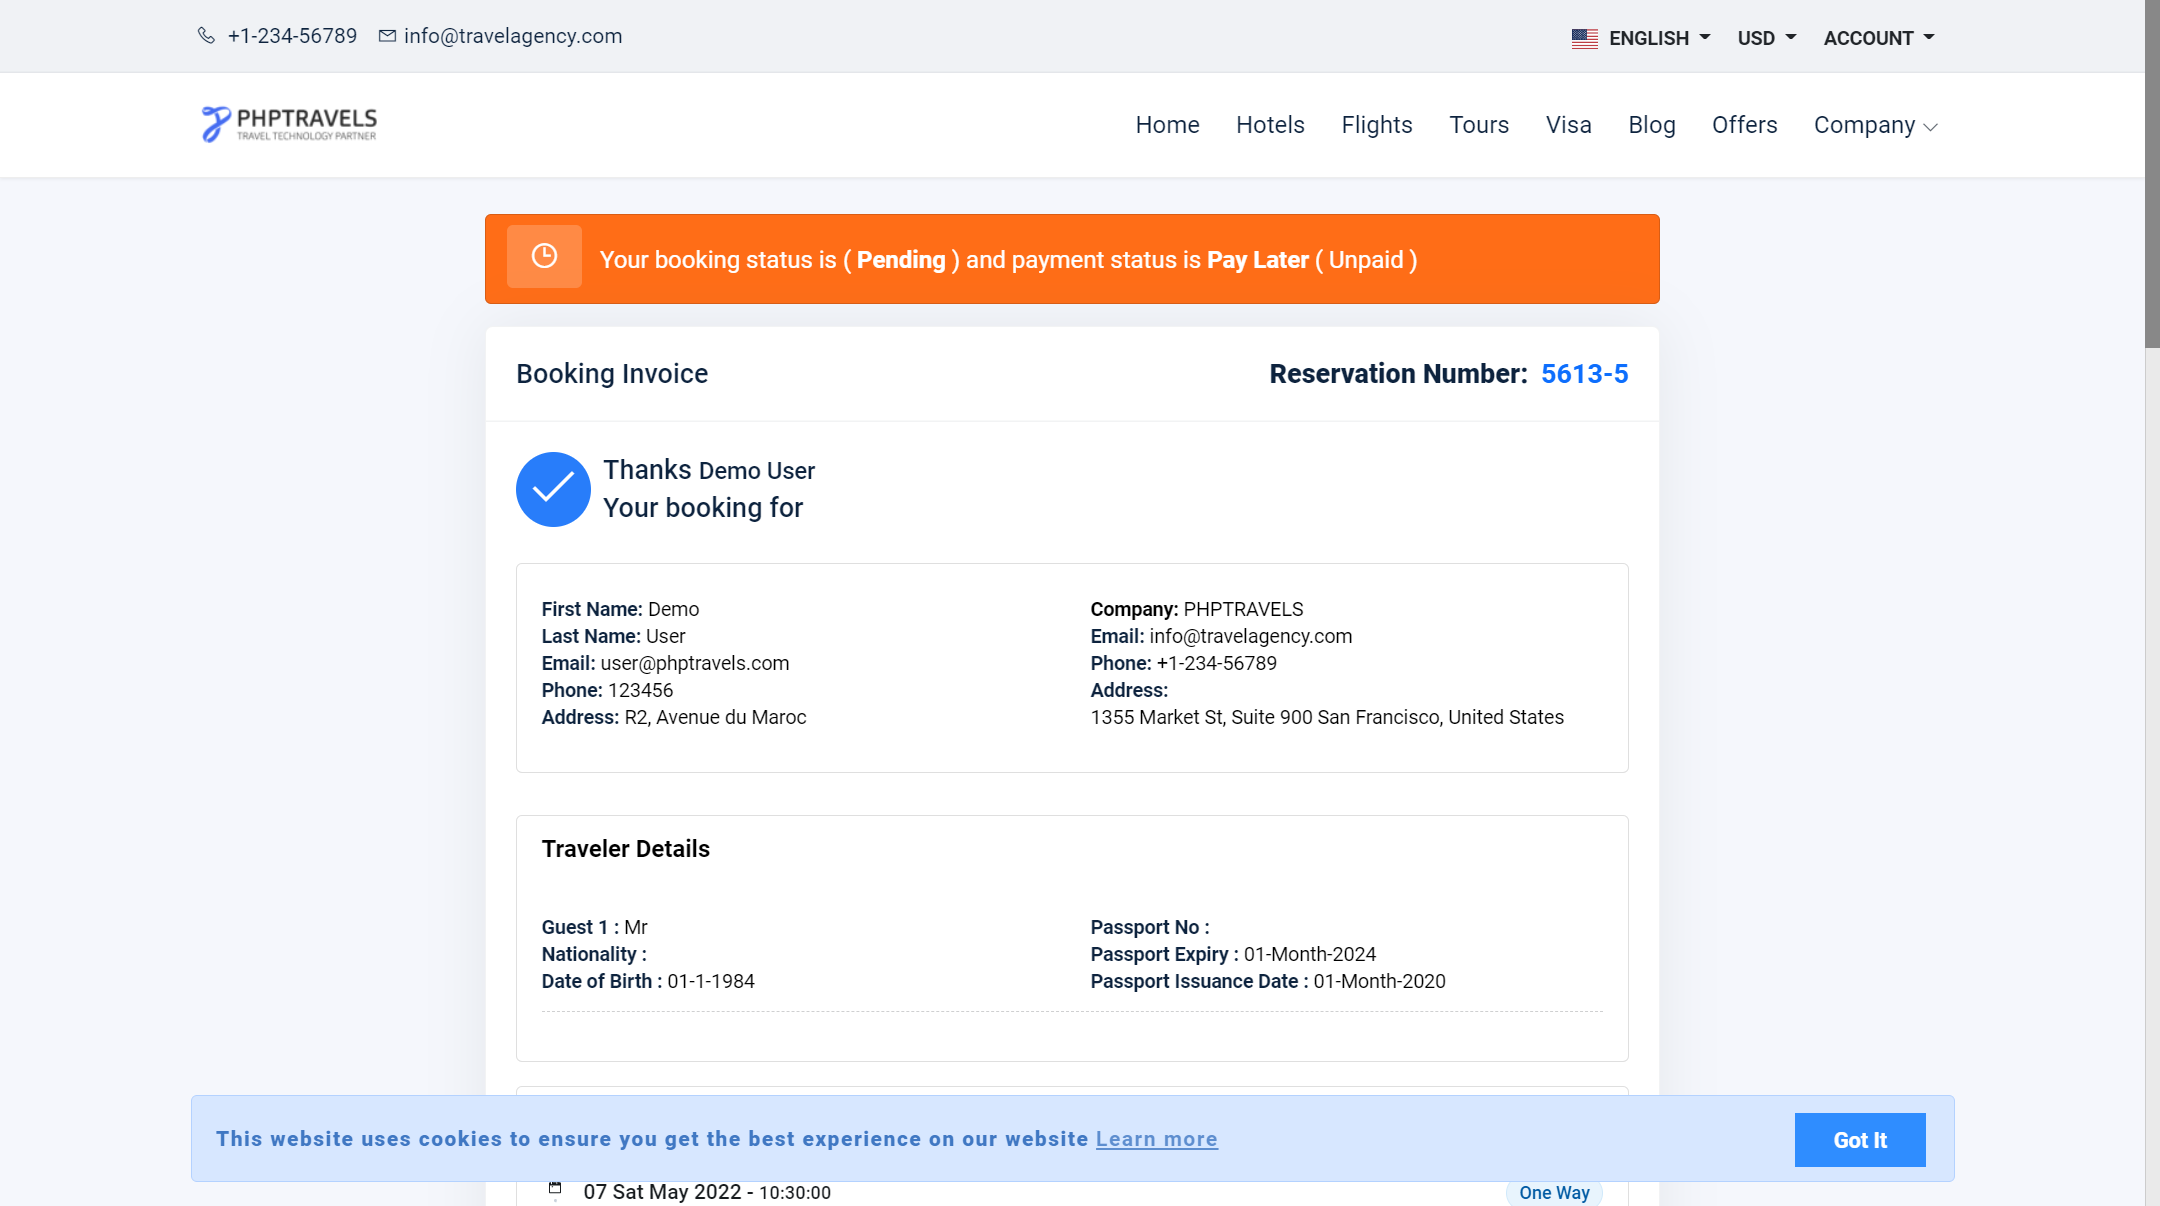 +1-234-56789 info@travelagency.com ENGLISH USD ACCOUNT
PHPTRAVELS
TRAVEL TECHNOLOGY PARTNER
Home Hotels Flights Tours Visa Blog Offers Company
Your booking status is ( Pending ) and payment status is Pay Later ( Unpaid )
Booking Invoice Reservation Number: 5613-5
Thanks Demo User
Your booking for
First Name: Demo
Last Name: User
Email: user@phptravels.com
Phone: 123456
Address: R2, Avenue du Maroc
Company: PHPTRAVELS
Email: info@travelagency.com
Phone: +1-234-56789
Address:
1355 Market St, Suite 900 San Francisco, United States
Traveler Details
Guest 1 : Mr
Nationality :
Date of Birth : 01-1-1984
Passport No :
Passport Expiry : 01-Month-2024
Passport Issuance Date : 01-Month-2020
This website uses cookies to ensure you get the best experience on our website Learn more
Got It
07 Sat May 2022 - 10:30:00 One Way